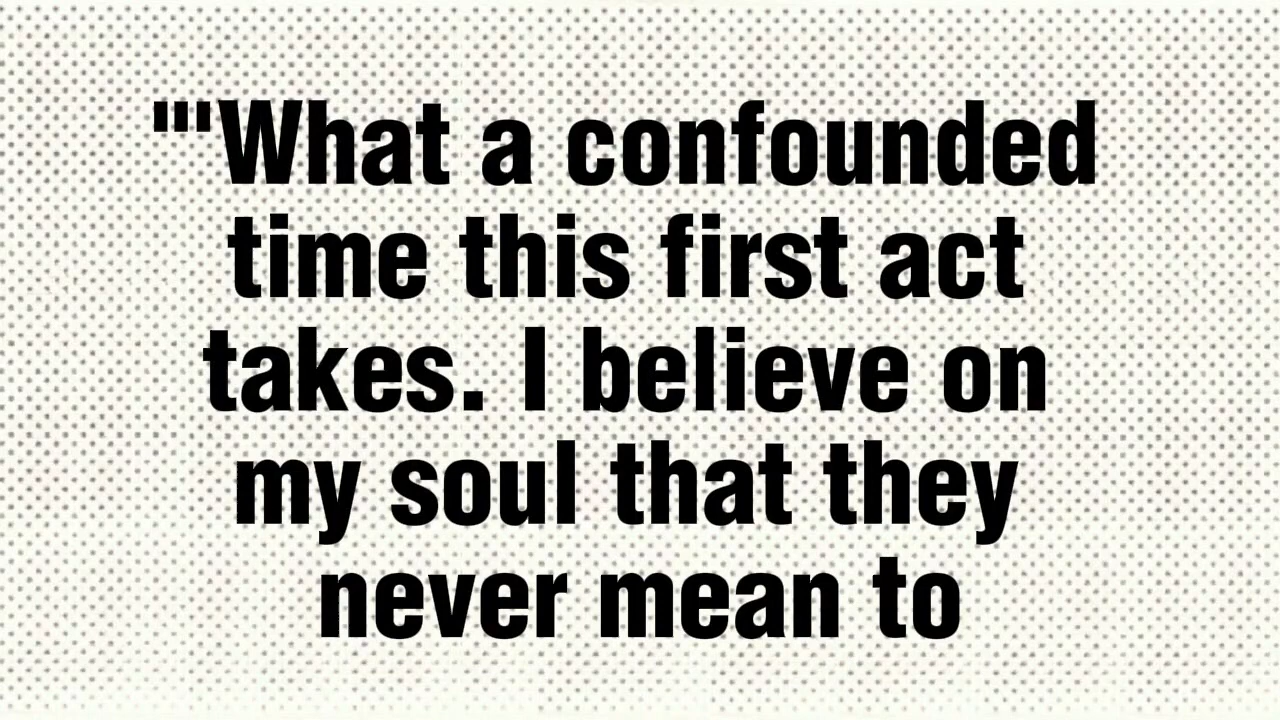 "'What a confounded
time this first act
takes. I believe on
my soul that they
never mean to